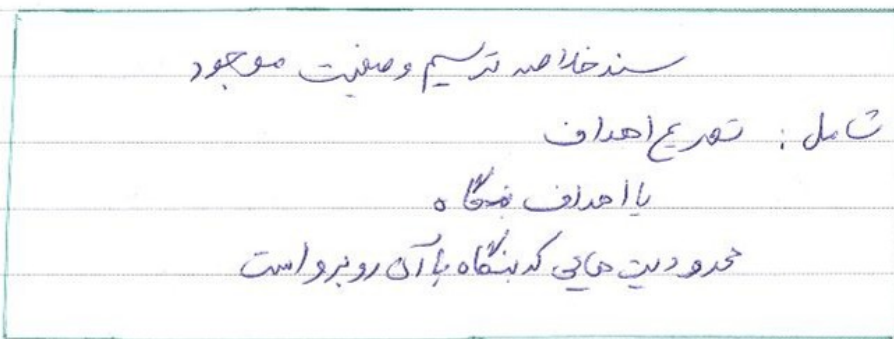 سند خلاصه ترسیم وضعیت موجود
شامل : تصریح اهداف
یا اهداف بنگاه
محدودیت هایی که بنگاه با آن روبرو است